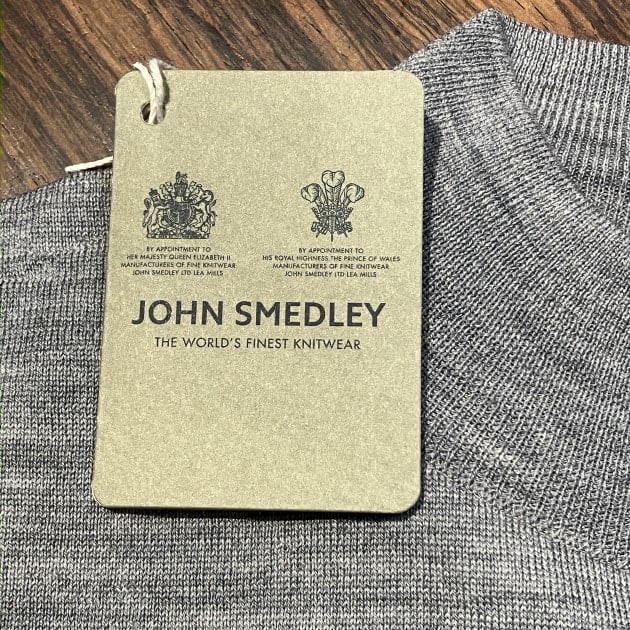 BY APPOINTMENT TO
HER MAJESTY QUEEN ELIZABETH II
MANUFACTURERS OF FINE KNITWEAR
JOHN SMEDLEY LTD LEA MILLS
BY APPOINTMENT TO
HIS ROYAL HIGHNESS THE PRINCE OF WALES
MANUFACTURERS OF FINE KNITWEAR
JOHN SMEDLEY LTD LEA MILLS
JOHN SMEDLEY
THE WORLD'S FINEST KNITWEAR